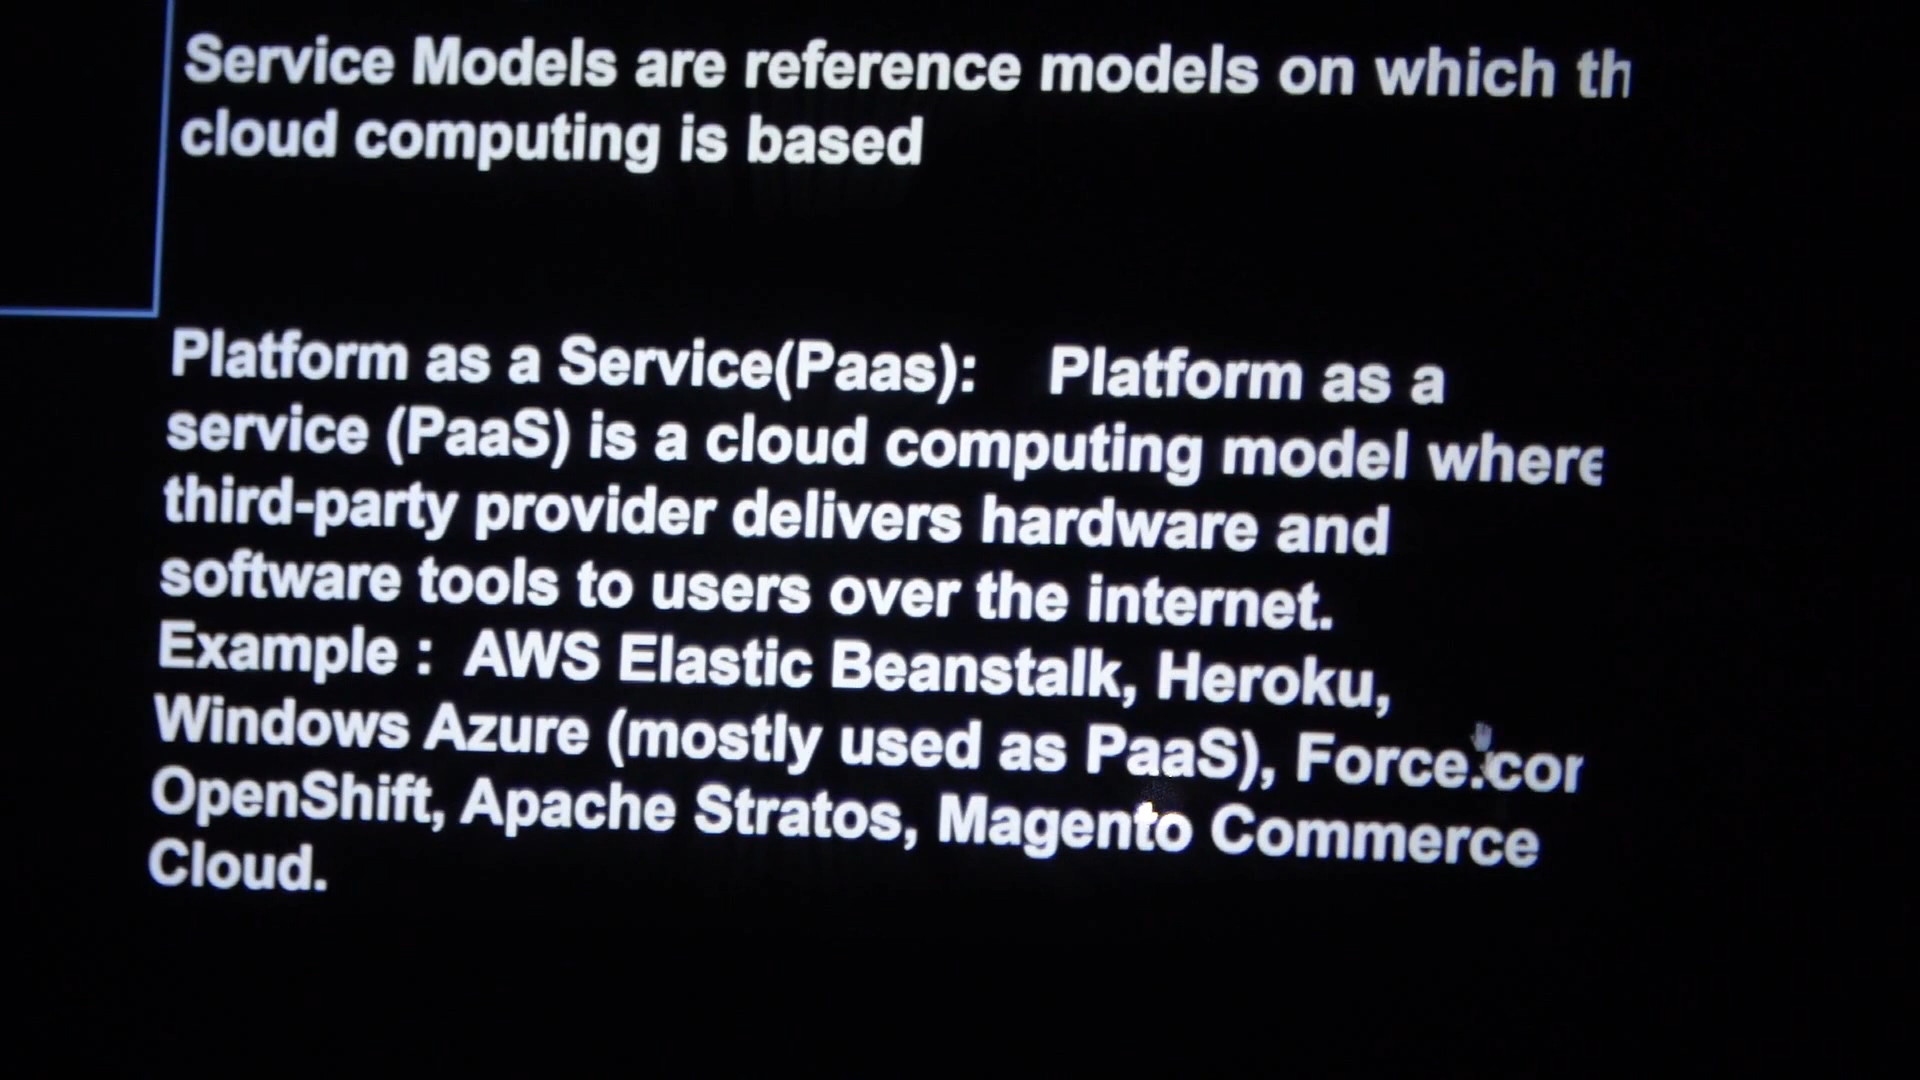 Service Models are reference models on which th
cloud computing is based
Platform as a Service(Paas): Platform as a
service (PaaS) is a cloud computing model where
third-party provider delivers hardware and
software tools to users over the internet.
Example : AWS Elastic Beanstalk, Heroku,
Windows Azure (mostly used as PaaS), Force.cor
OpenShift, Apache Stratos, Magento Commerce
Cloud.